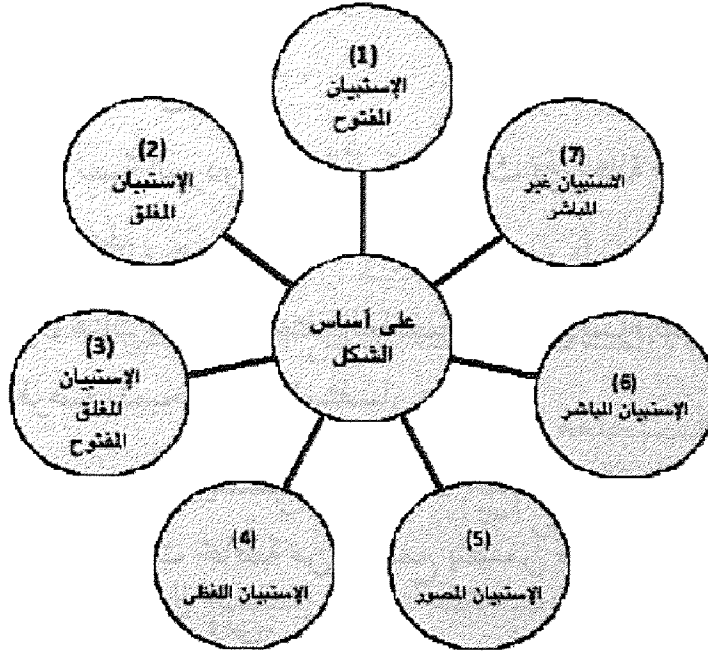 (1)
الإستبيان
المفتوح
(2)
الإستبيان
المغلق
(3)
الإستبيان
المغلق
المفتوح
(4)
الإستبيان اللفظى
(5)
الإستبيان المصور
(6)
الإستبيان المباشر
(7)
الاستبيان غير
المباشر
على أساس
الشكل